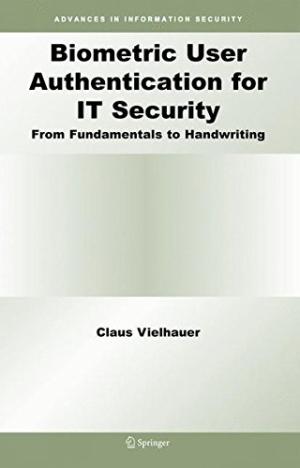 ADVANCES IN INFORMATION SECURITY
Biometric User
Authentication for
IT Security
From Fundamentals to Handwriting
Claus Vielhauer
Springer